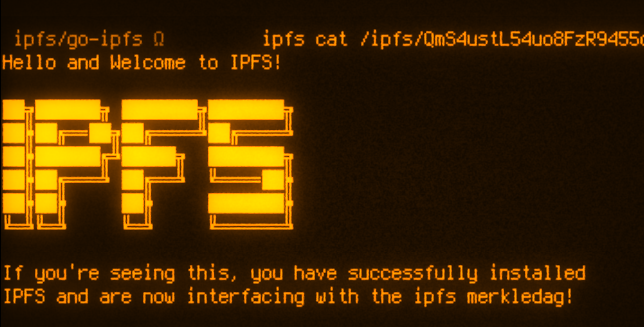 ipfs/go-ipfs Ω ipfs cat /ipfs/QmS4ustL54uo8FzR9455
Hello and Welcome to IPFS!
IPFS
If you're seeing this, you have successfully installed
IPFS and are now interfacing with the ipfs merkledag!